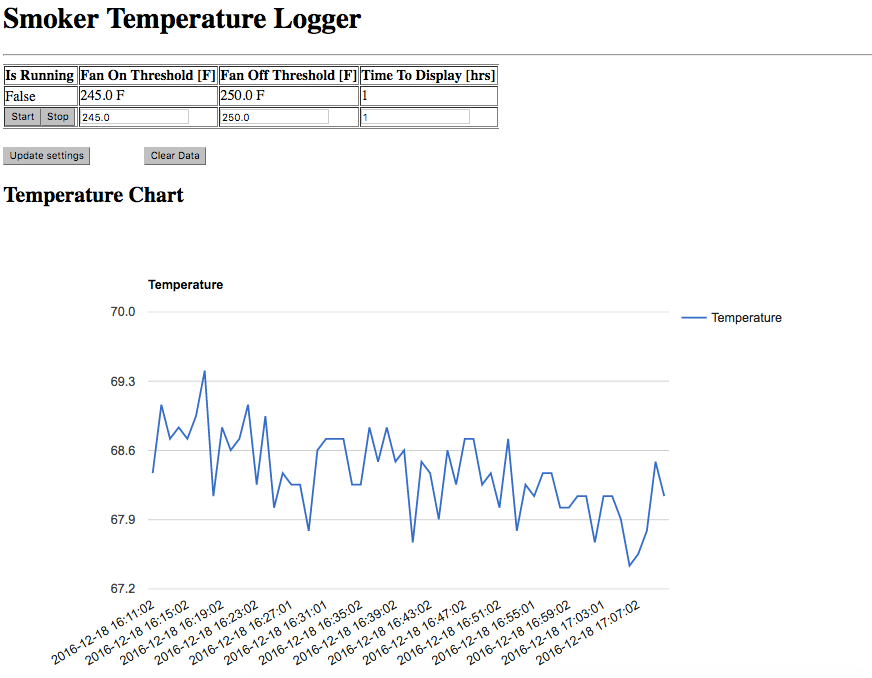 Smoker Temperature Logger
Is Running Fan On Threshold [F] Fan Off Threshold [F] Time To Display [hrs]
False 245.0 F 250.0 F 1
Start Stop 245.0 250.0 1
Update settings Clear Data
Temperature Chart
Temperature
70.0
Temperature
69.3
68.6
67.9
67.2
2016-12-18 16:11:02
2016-12-18 16:15:02
2016-12-18 16:19:02
2016-12-18 16:23:02
2016-12-18 16:27:01
2016-12-18 16:31:01
2016-12-18 16:35:02
2016-12-18 16:39:02
2016-12-18 16:43:02
2016-12-18 16:47:02
2016-12-18 16:51:02
2016-12-18 16:55:01
2016-12-18 16:59:02
2016-12-18 17:03:01
2016-12-18 17:07:02